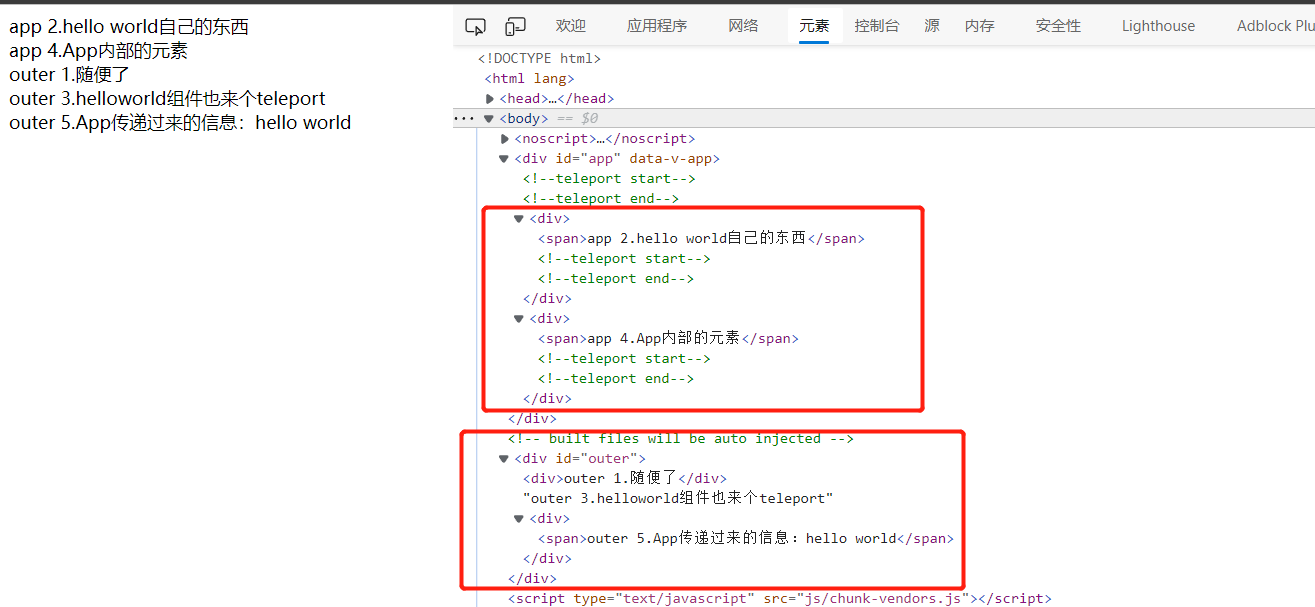 app 2.hello world自己的东西
app 4.App内部的元素
outer 1.随便了
outer 3.helloworld组件也来个teleport
outer 5.App传递过来的信息：hello world
欢迎 应用程序 网络 元素 控制台 源 内存 安全性 Lighthouse Adblock Plu
<!DOCTYPE html>
<html lang>
<head>…</head>
<body> == $0
<noscript>…</noscript>
<div id="app" data-v-app>
<!--teleport start-->
<!--teleport end-->
<div>
<span>app 2.hello world自己的东西</span>
<!--teleport start-->
<!--teleport end-->
</div>
<div>
<span>app 4.App内部的元素</span>
<!--teleport start-->
<!--teleport end-->
</div>
</div>
<!-- built files will be auto injected -->
<div id="outer">
<div>outer 1.随便了</div>
"outer 3.helloworld组件也来个teleport"
<div>
<span>outer 5.App传递过来的信息：hello world</span>
</div>
</div>
<script type="text/javascript" src="js/chunk-vendors.js"></script>